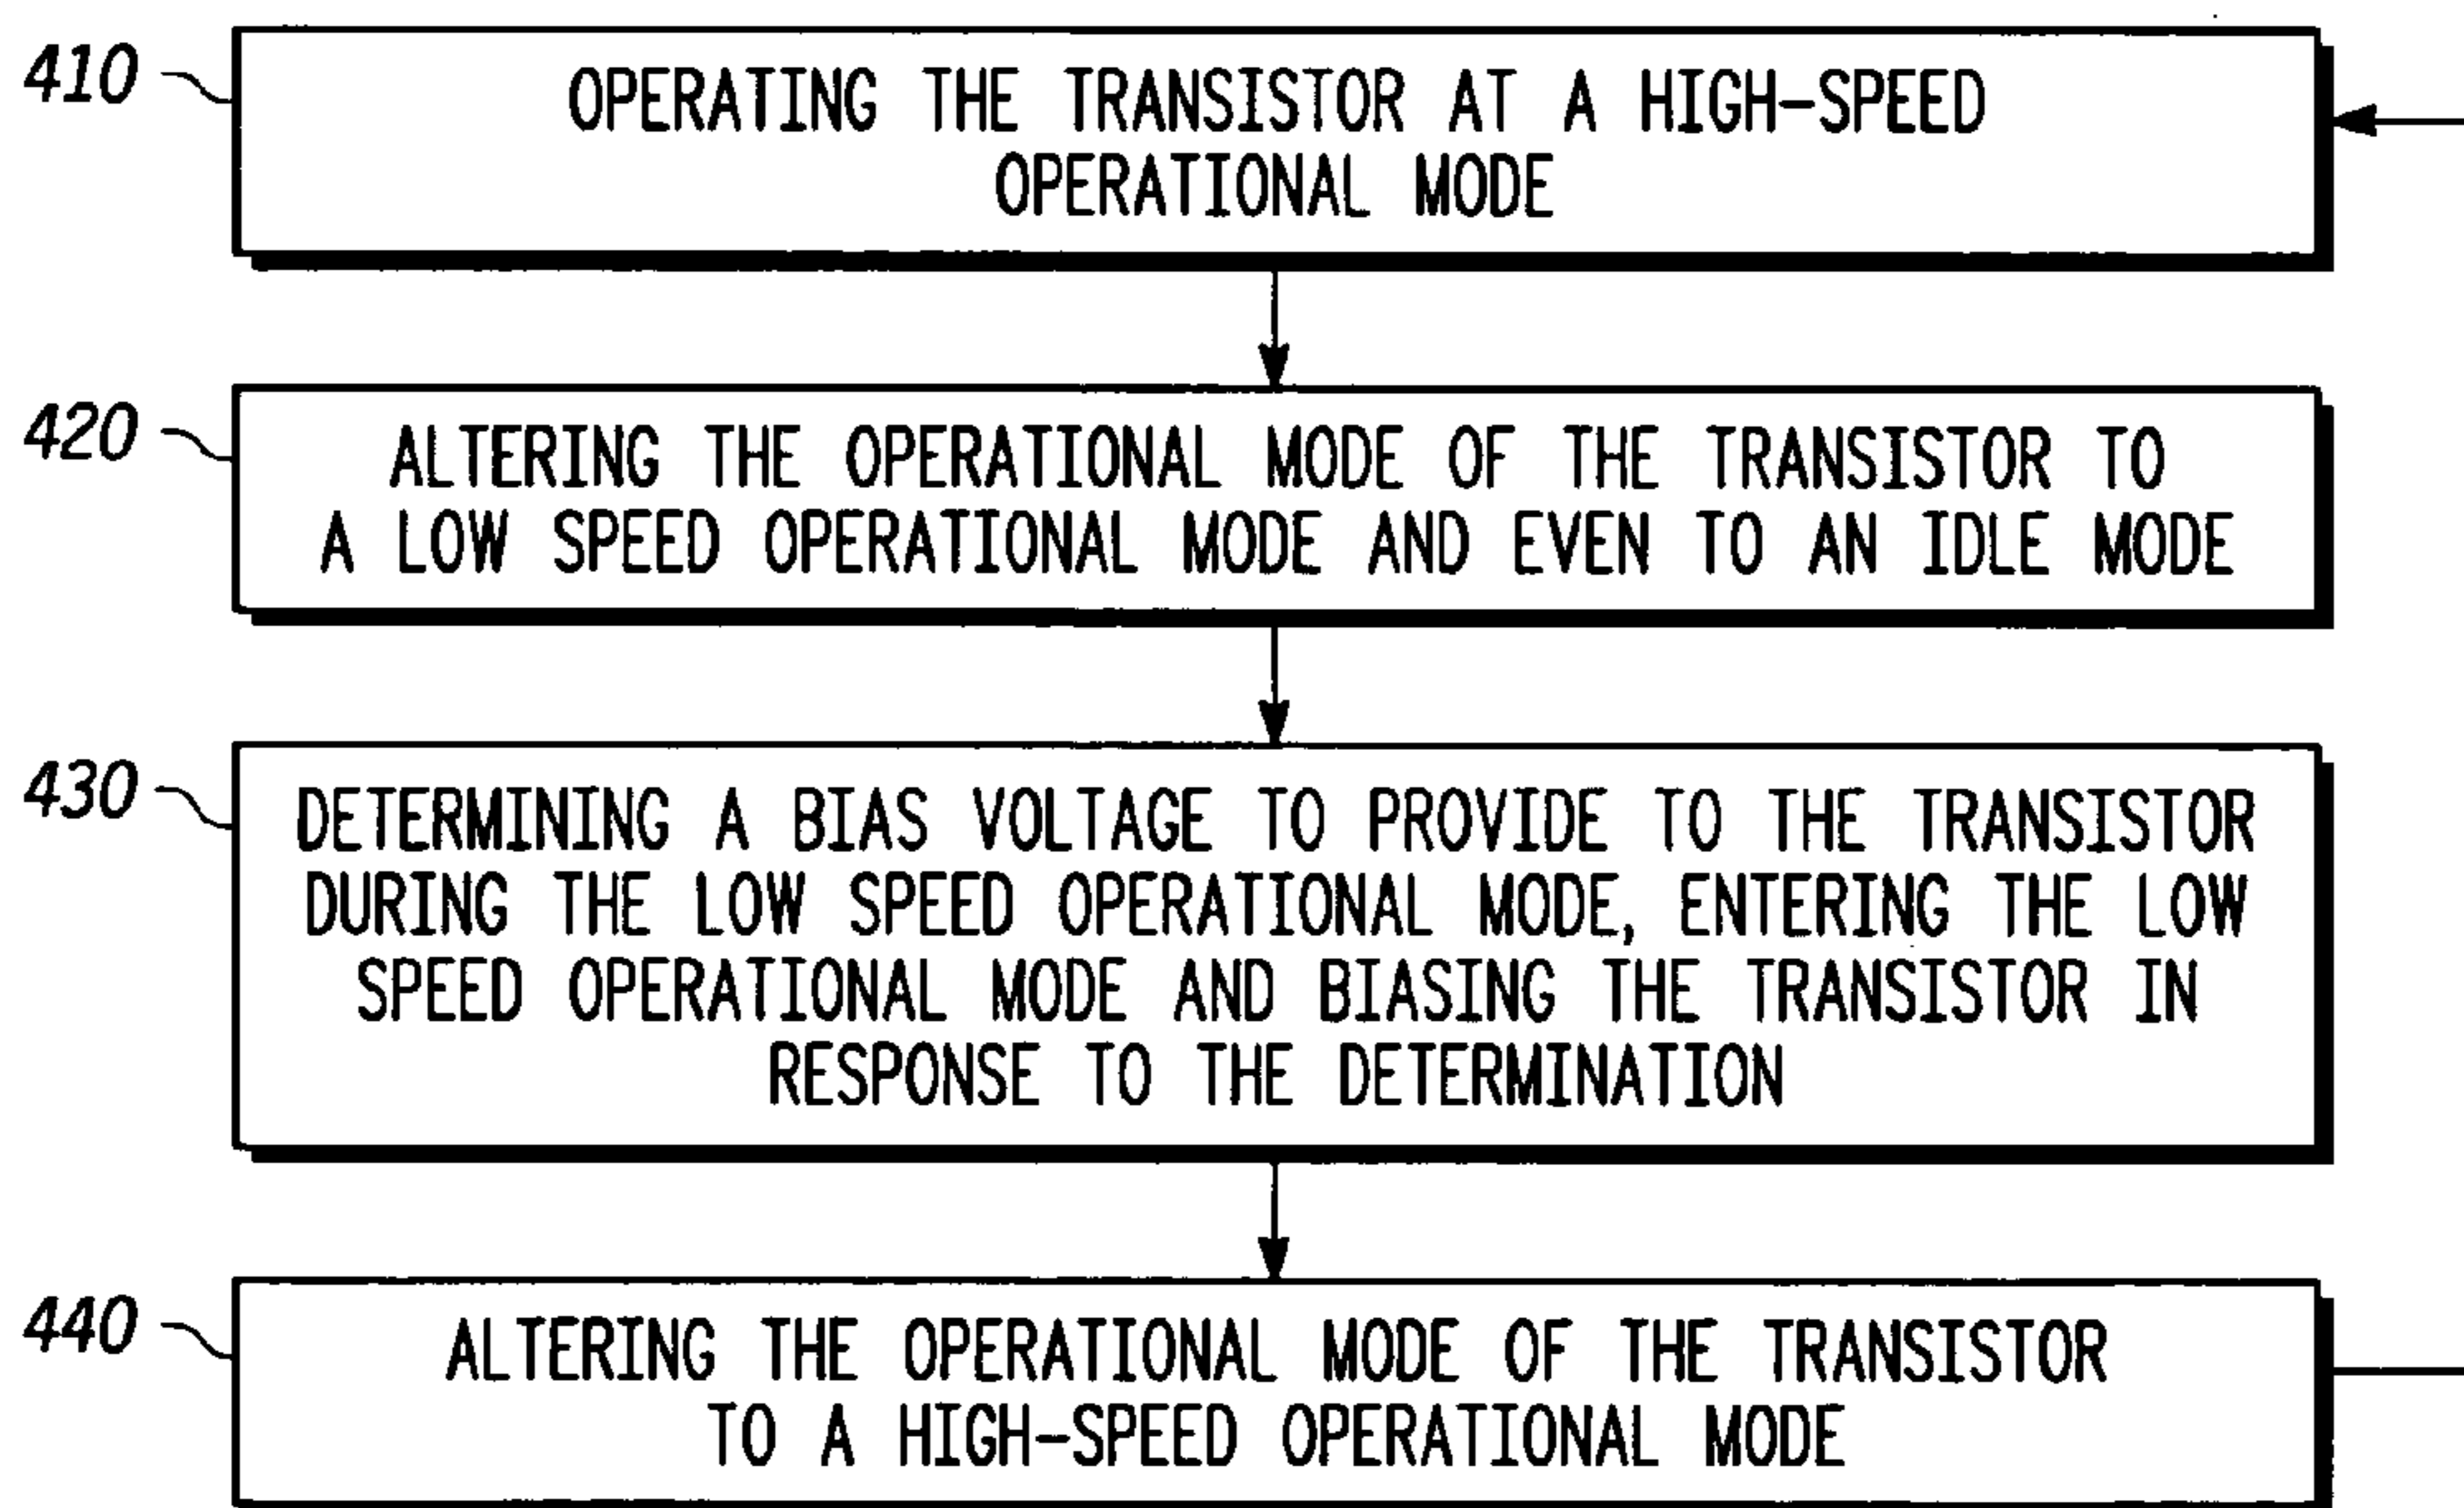 410
OPERATING THE TRANSISTOR AT A HIGH-SPEED
OPERATIONAL MODE
420
ALTERING THE OPERATIONAL MODE OF THE TRANSISTOR TO
A LOW SPEED OPERATIONAL MODE AND EVEN TO AN IDLE MODE
430
DETERMINING A BIAS VOLTAGE TO PROVIDE TO THE TRANSISTOR
DURING THE LOW SPEED OPERATIONAL MODE, ENTERING THE LOW
SPEED OPERATIONAL MODE AND BIASING THE TRANSISTOR IN
RESPONSE TO THE DETERMINATION
440
ALTERING THE OPERATIONAL MODE OF THE TRANSISTOR
TO A HIGH-SPEED OPERATIONAL MODE